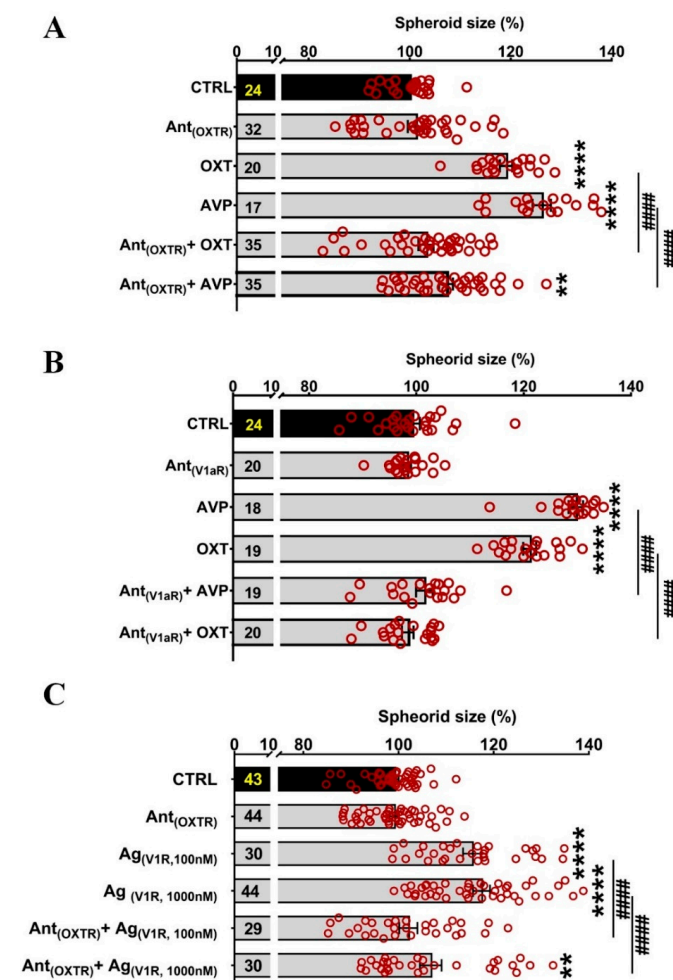 A
Spheroid size (%)
0 10 80 100 120 140
CTRL 24
Ant(OXTR) 32
OXT 20 ****
AVP 17 **** #### ####
Ant(OXTR)+ OXT 35
Ant(OXTR)+ AVP 35 **
B
Spheorid size (%)
0 10 80 100 120 140
CTRL 24
Ant(V1aR) 20
AVP 18 ****
OXT 19 **** #### ####
Ant(V1aR)+ AVP 19
Ant(V1aR)+ OXT 20
C
Spheorid size (%)
0 10 80 100 120 140
CTRL 43
Ant(OXTR) 44
Ag(V1R,100nM) 30 ****
Ag (V1R, 1000nM) 44 **** #### ####
Ant(OXTR)+ Ag(V1R, 100nM) 29
Ant(OXTR)+ Ag(V1R, 1000nM) 30 **